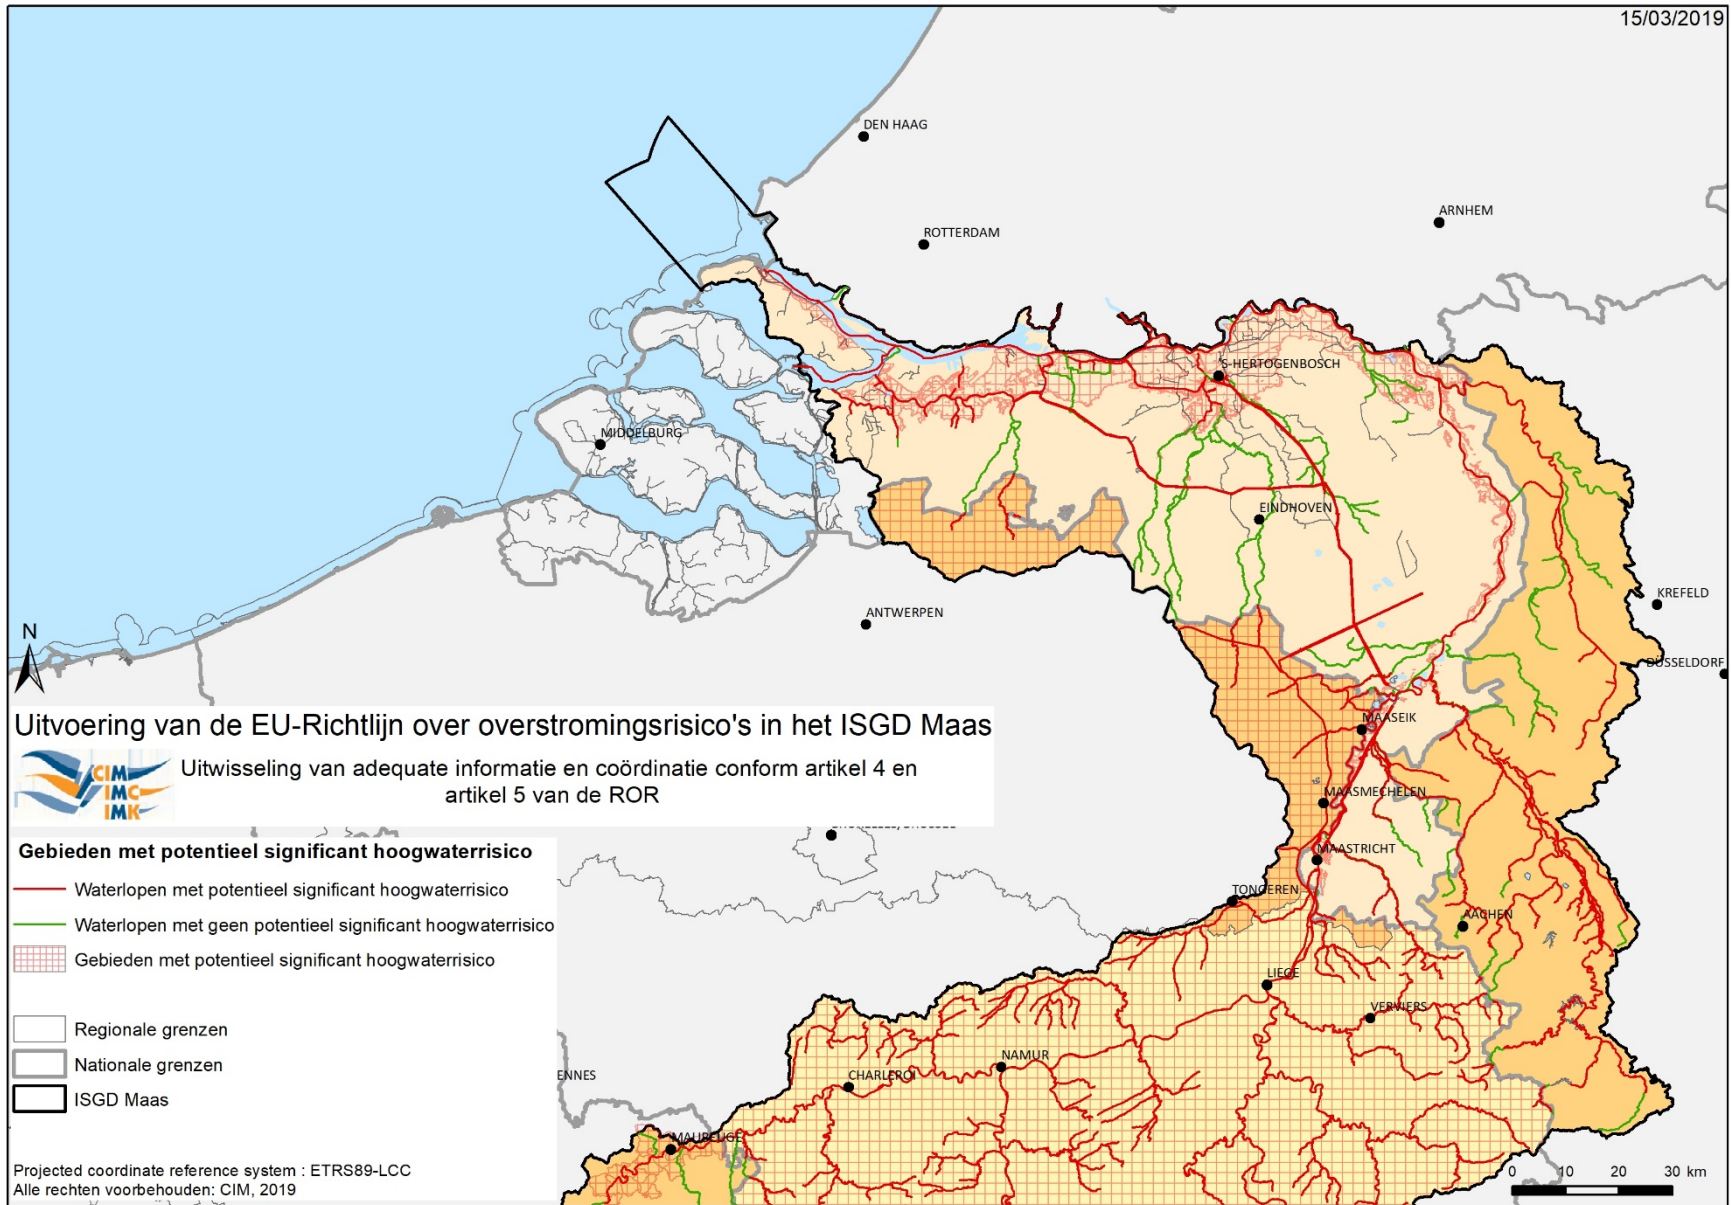 15/03/2019
DEN HAAG
ARNHEM
ROTTERDAM
'S-HERTOGENBOSCH
MIDDELBURG
EINDHOVEN
KREFELD
ANTWERPEN
N
DÜSSELDORF
Uitvoering van de EU-Richtlijn over overstromingsrisico's in het ISGD Maas
MAASEIK
CIM
IMC
IMK
Uitwisseling van adequate informatie en coördinatie conform artikel 4 en
artikel 5 van de ROR
MAASMECHELEN
Gebieden met potentieel significant hoogwaterrisico
MAASTRICHT
Waterlopen met potentieel significant hoogwaterrisico
TONGEREN
Waterlopen met geen potentieel significant hoogwaterrisico
AACHEN
Gebieden met potentieel significant hoogwaterrisico
LIEGE
VERVIERS
Regionale grenzen
NAMUR
Nationale grenzen
ENNES
CHARLEROI
ISGD Maas
MAUBEUGE
Projected coordinate reference system : ETRS89-LCC
Alle rechten voorbehouden: CIM, 2019
0 10 20 30 km